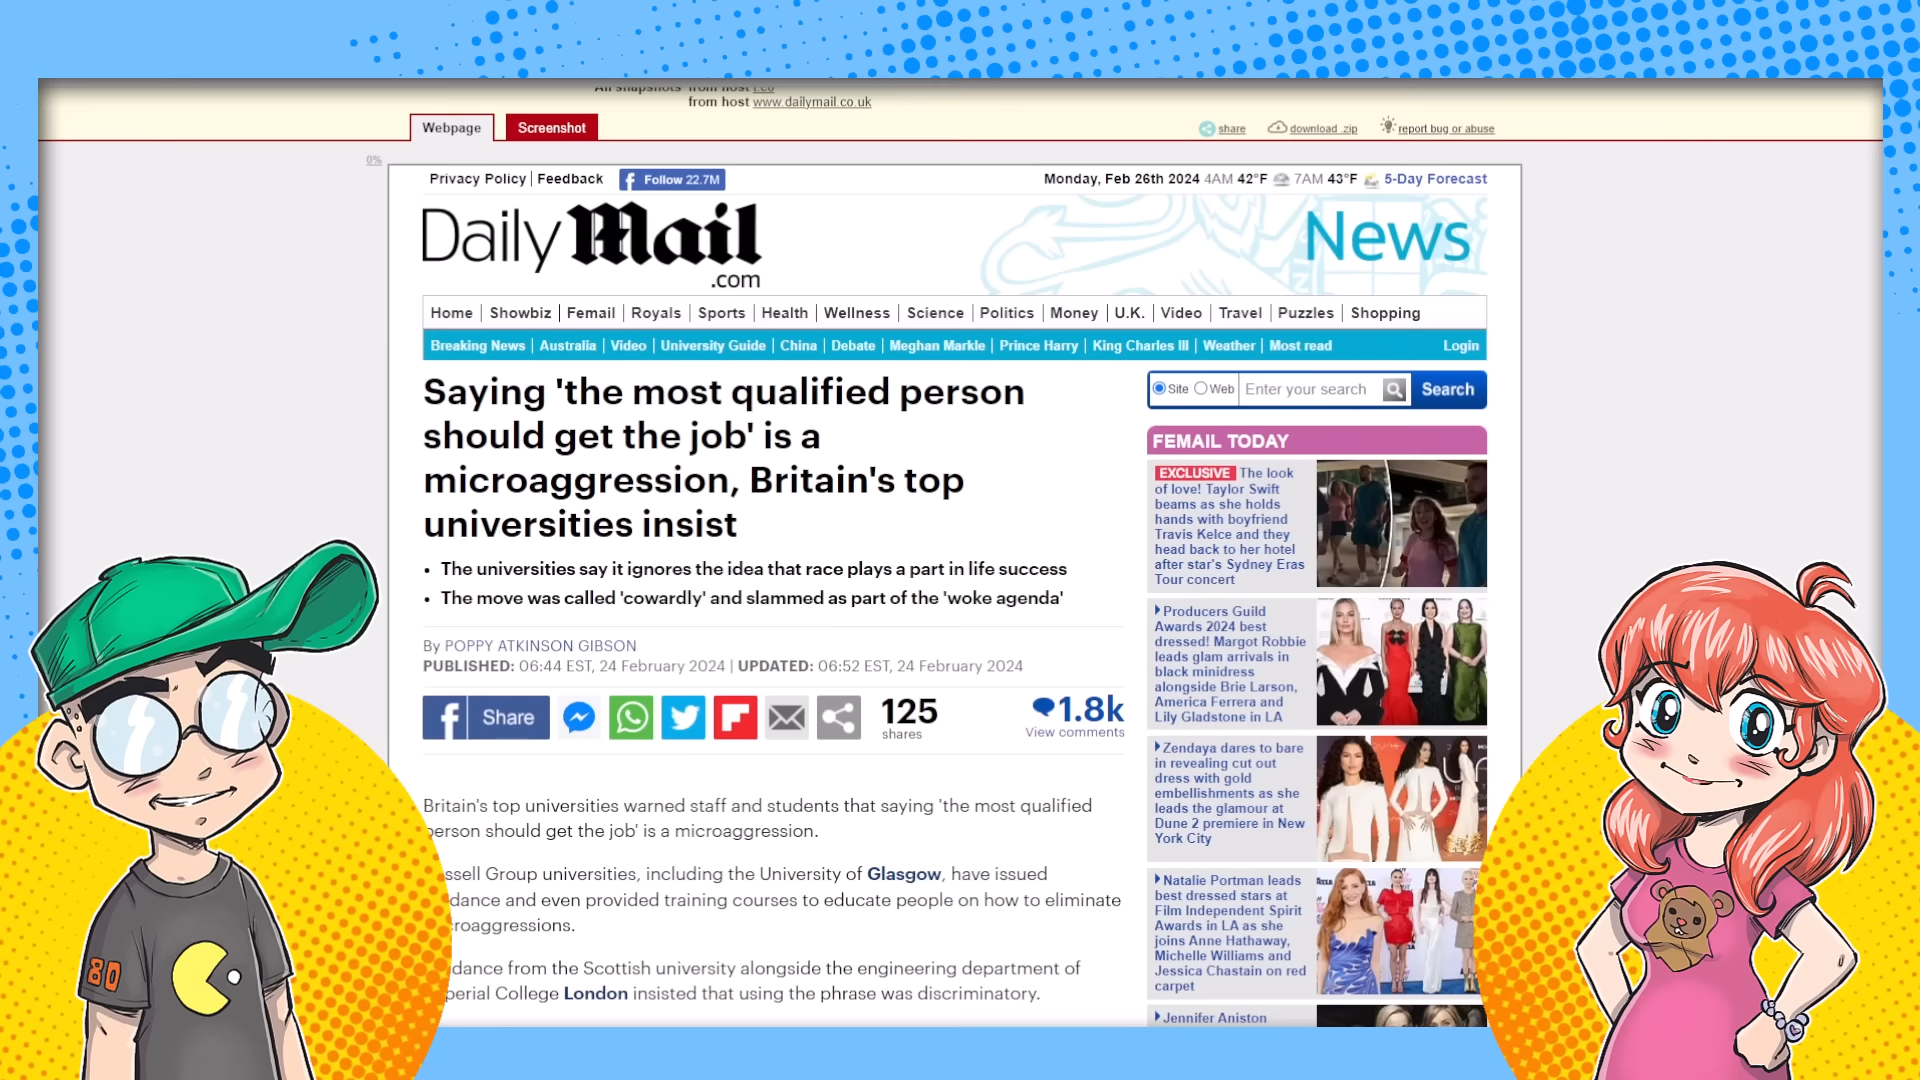 All snapshots from host t.co
from host www.dailymail.co.uk
Webpage
Screenshot
share
download .zip
report bug or abuse
0%
Privacy Policy | Feedback
Follow 22.7M
Monday, Feb 26th 2024 4AM 42°F 7AM 43°F 5-Day Forecast
Daily Mail
.com
News
Home | Showbiz | Femail | Royals | Sports | Health | Wellness | Science | Politics | Money | U.K. | Video | Travel | Puzzles | Shopping
Breaking News | Australia | Video | University Guide | China | Debate | Meghan Markle | Prince Harry | King Charles III | Weather | Most read
Login
Saying 'the most qualified person
should get the job' is a
microaggression, Britain's top
universities insist
• The universities say it ignores the idea that race plays a part in life success
• The move was called 'cowardly' and slammed as part of the 'woke agenda'
By POPPY ATKINSON GIBSON
PUBLISHED: 06:44 EST, 24 February 2024 | UPDATED: 06:52 EST, 24 February 2024
Share
125
shares
1.8k
View comments
Britain's top universities warned staff and students that saying 'the most qualified
person should get the job' is a microaggression.
ssell Group universities, including the University of Glasgow, have issued
dance and even provided training courses to educate people on how to eliminate
croaggressions.
dance from the Scottish university alongside the engineering department of
perial College London insisted that using the phrase was discriminatory.
Site Web Enter your search Search
FEMAIL TODAY
EXCLUSIVE The look
of love! Taylor Swift
beams as she holds
hands with boyfriend
Travis Kelce and they
head back to her hotel
after star's Sydney Eras
Tour concert
Producers Guild
Awards 2024 best
dressed! Margot Robbie
leads glam arrivals in
black minidress
alongside Brie Larson,
America Ferrera and
Lily Gladstone in LA
Zendaya dares to bare
in revealing cut out
dress with gold
embellishments as she
leads the glamour at
Dune 2 premiere in New
York City
Natalie Portman leads
best dressed stars at
Film Independent Spirit
Awards in LA as she
joins Anne Hathaway,
Michelle Williams and
Jessica Chastain on red
carpet
Jennifer Aniston
80